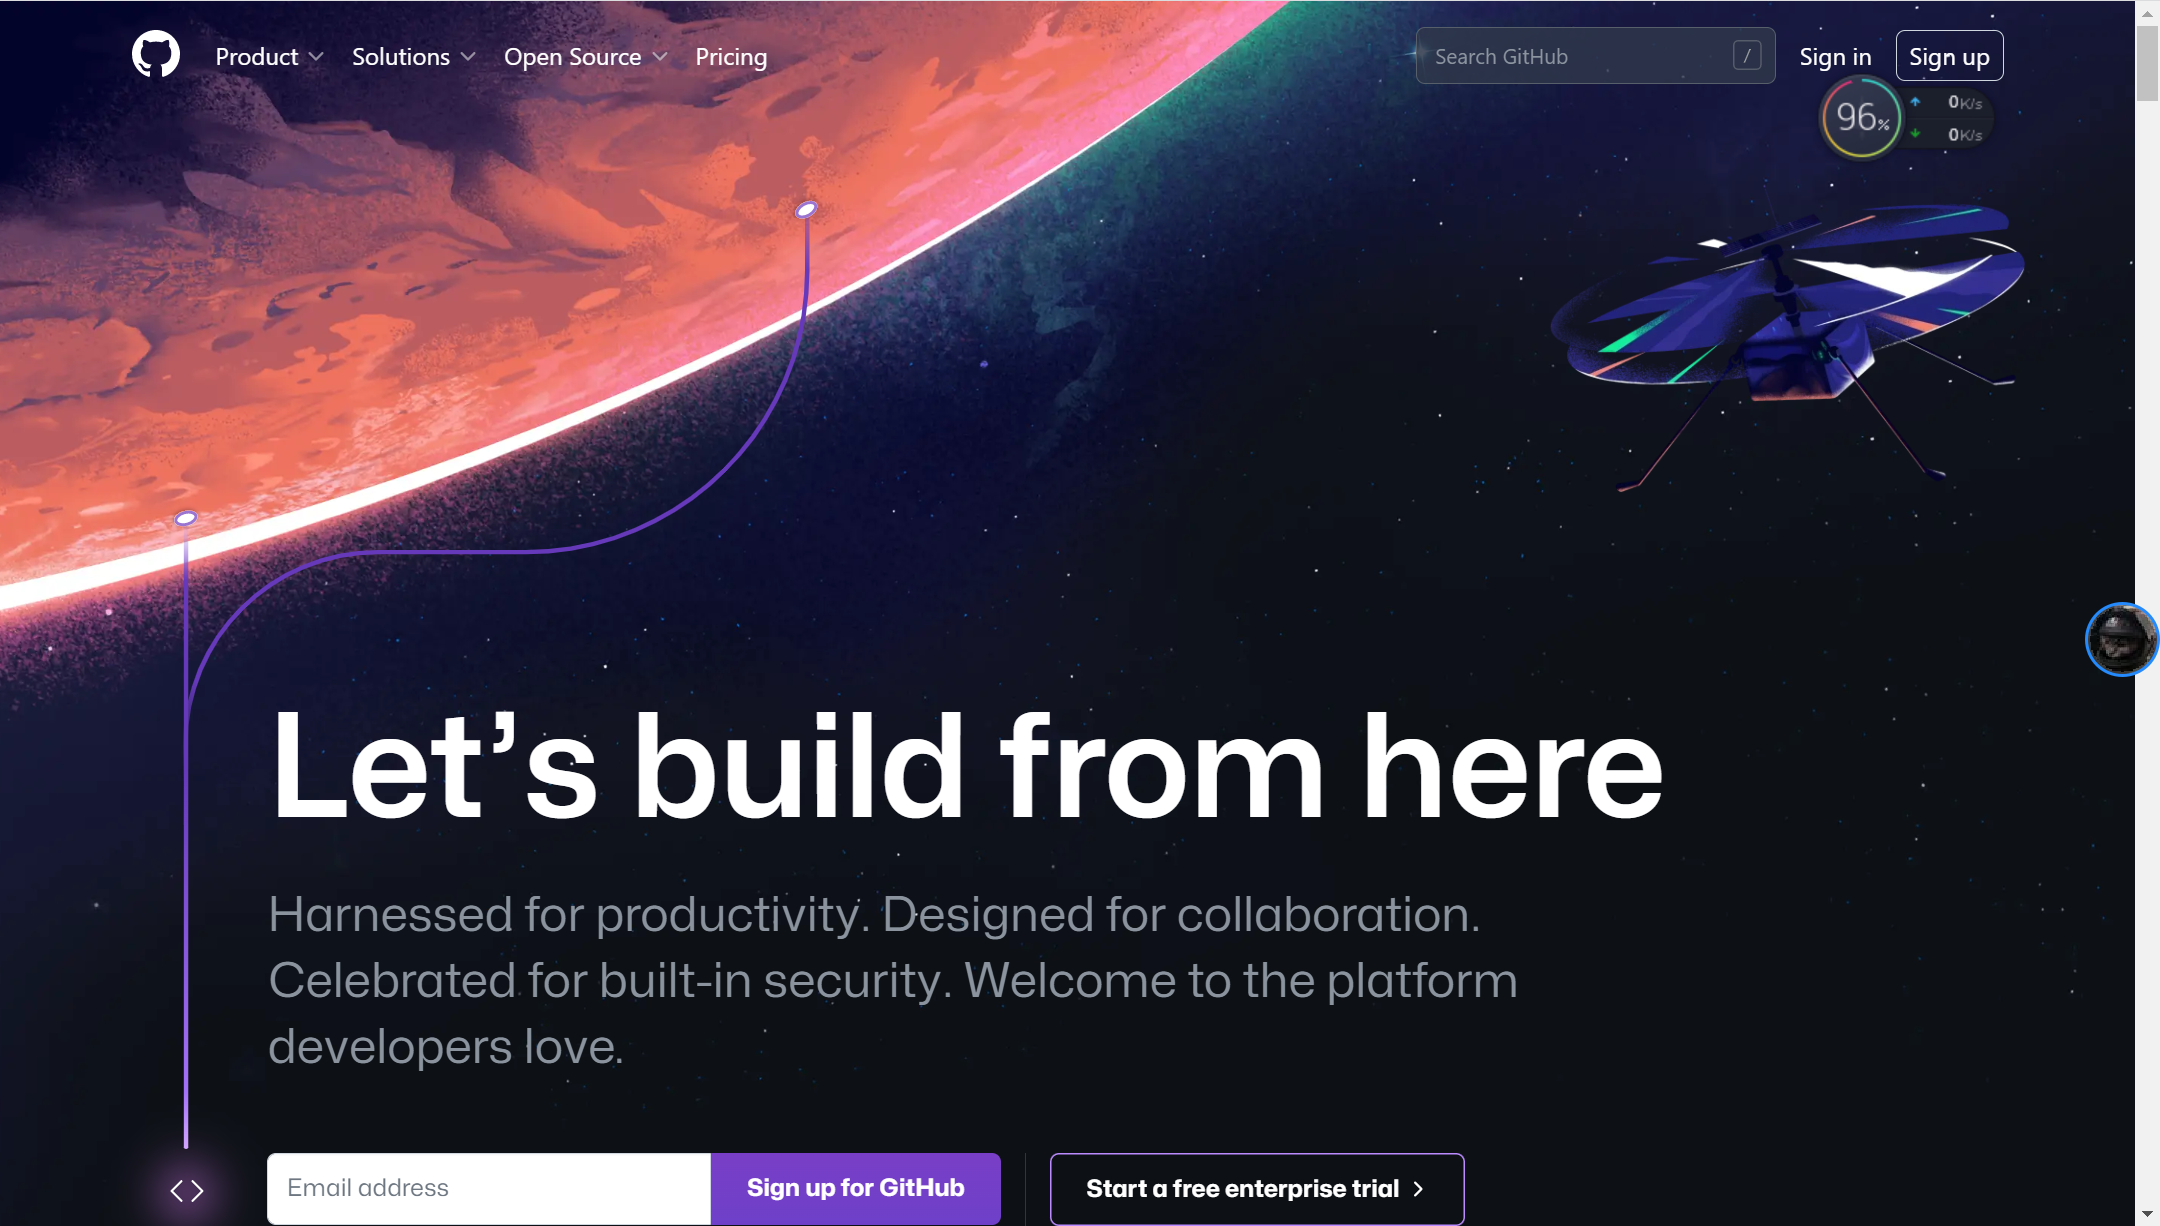 Product
Solutions
Open Source
Pricing
Search GitHub
/
Sign in
Sign up
96%
0K/s
0K/s
Let’s build from here
Harnessed for productivity. Designed for collaboration.
Celebrated for built-in security. Welcome to the platform
developers love.
Email address
Sign up for GitHub
Start a free enterprise trial